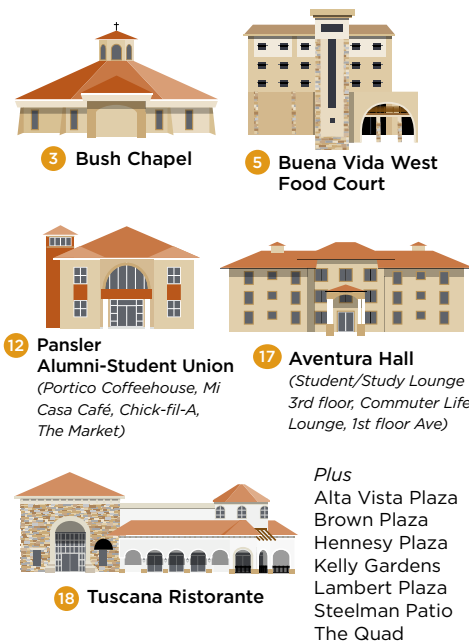 3 Bush Chapel
5 Buena Vida West
Food Court
12 Pansler
Alumni-Student Union
(Portico Coffeehouse, Mi
Casa Café, Chick-fil-A,
The Market)
17 Aventura Hall
(Student/Study Lounge
3rd floor, Commuter Life
Lounge, 1st floor Ave)
18 Tuscana Ristorante
Plus
Alta Vista Plaza
Brown Plaza
Hennesy Plaza
Kelly Gardens
Lambert Plaza
Steelman Patio
The Quad